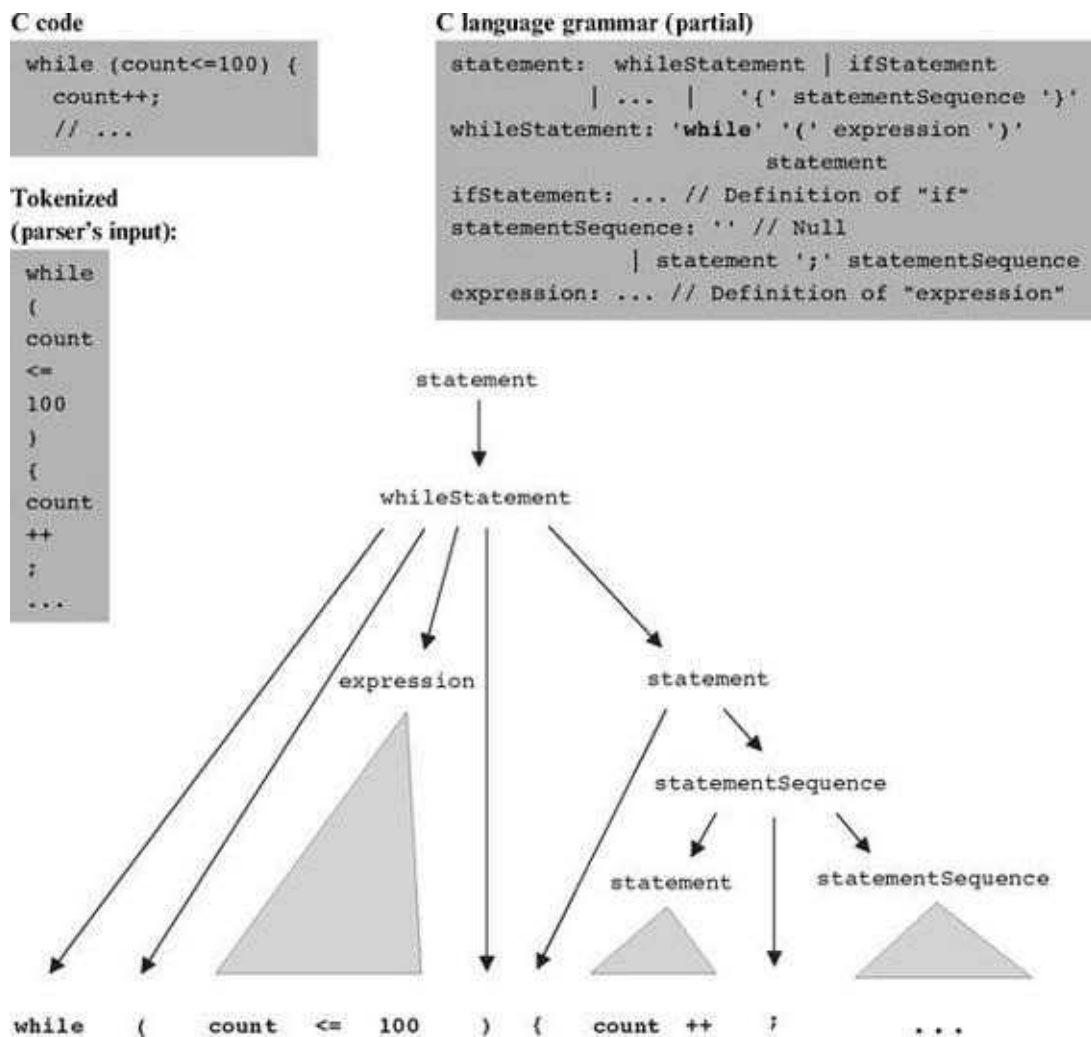 C code
while (count<=100) {
count++;
// ...
Tokenized
(parser's input):
while
(
count
<=
100
)
{
count
++
;
...
C language grammar (partial)
statement: whileStatement | ifStatement
| ... | '{' statementSequence '}'
whileStatement: 'while' '(' expression ')'
statement
ifStatement: ... // Definition of "if"
statementSequence: '' // Null
| statement ';' statementSequence
expression: ... // Definition of "expression"
statement
whileStatement
expression
statement
statementSequence
statement
statementSequence
while ( count <= 100 ) { count ++ ; ...